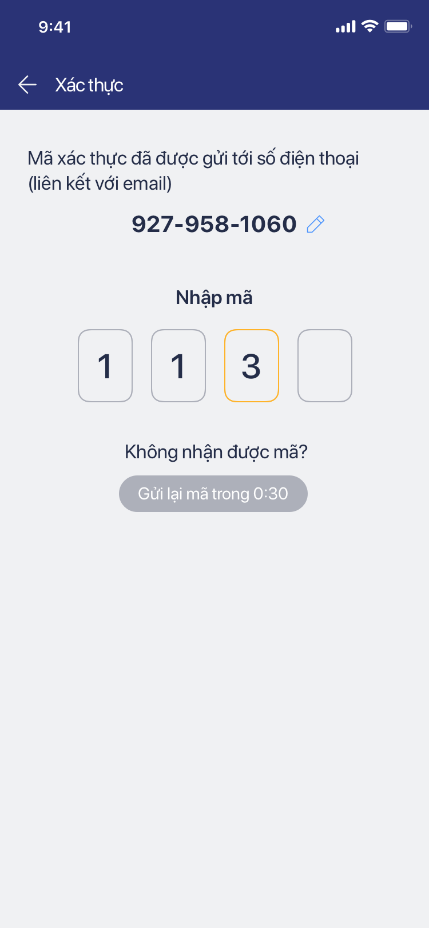 9:41
Xác thực
Mã xác thực đã được gửi tới số điện thoại
(liên kết với email)
927-958-1060
Nhập mã
1 1 3
Không nhận được mã?
Gửi lại mã trong 0:30